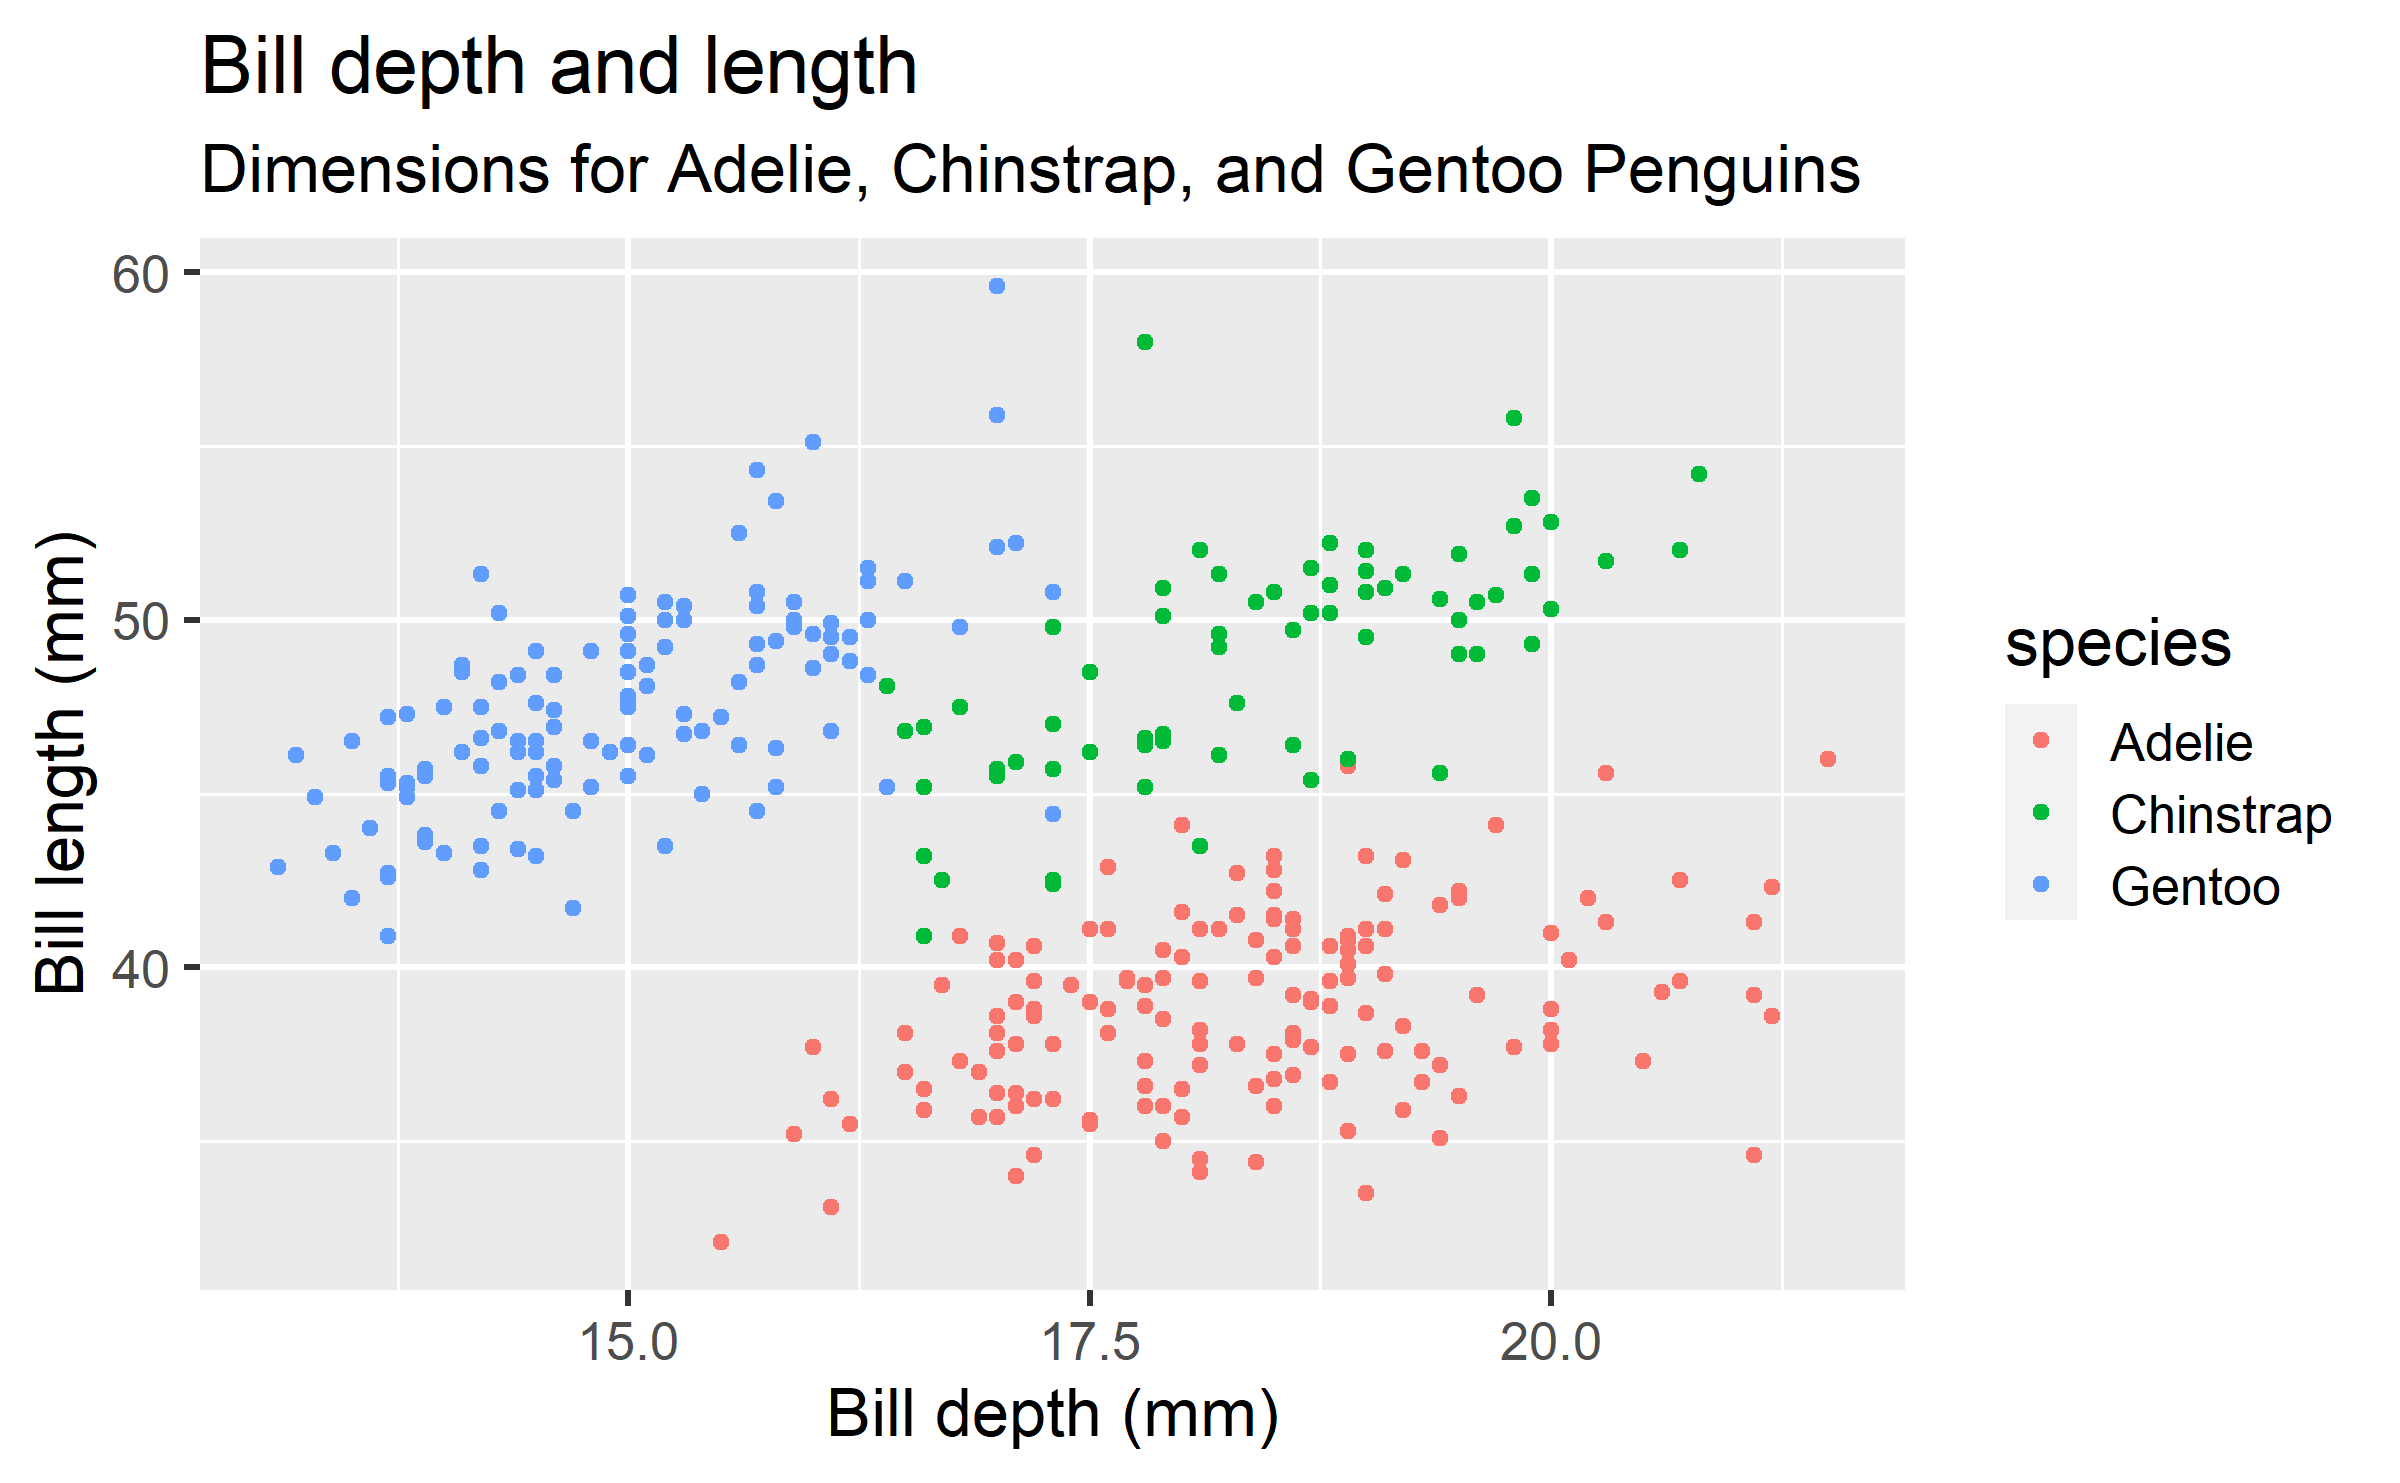 Bill depth and length
Dimensions for Adelie, Chinstrap, and Gentoo Penguins
60
50
40
Bill length (mm)
15.0
17.5
20.0
Bill depth (mm)
species
Adelie
Chinstrap
Gentoo